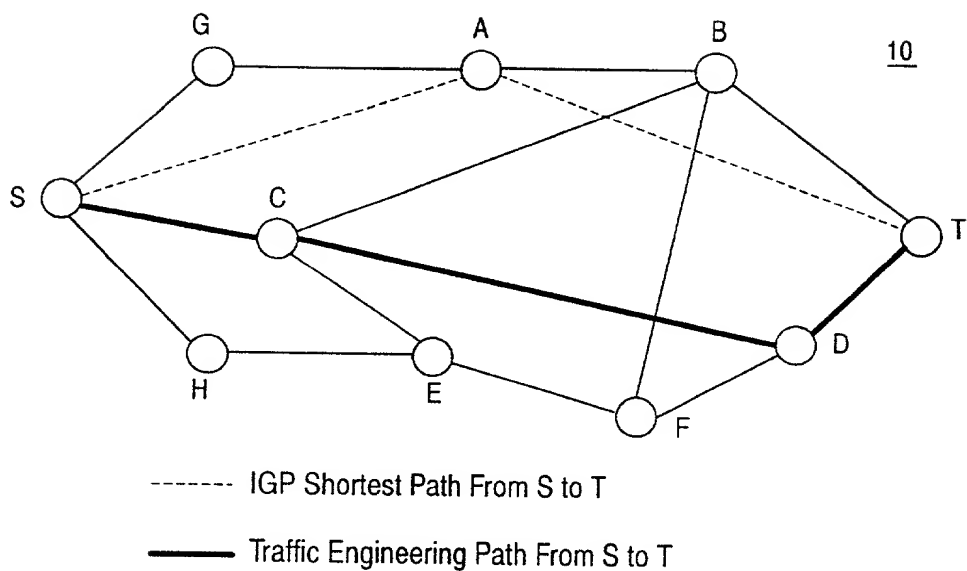 G
A
B
10
S
C
T
H
E
D
F
IGP Shortest Path From S to T
Traffic Engineering Path From S to T